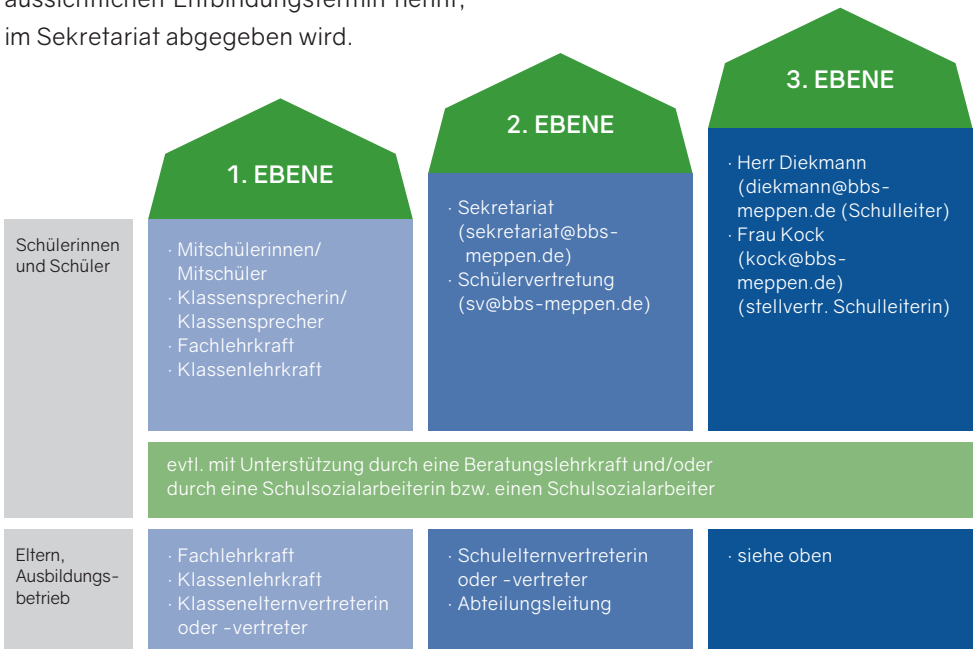 aussichtlichen Entbindungstermin nennt,
im Sekretariat abgegeben wird.
1. EBENE
2. EBENE
3. EBENE
Schülerinnen
und Schüler
· Mitschülerinnen/
Mitschüler
· Klassensprecherin/
Klassensprecher
· Fachlehrkraft
· Klassenlehrkraft
· Sekretariat
(sekretariat@bbs-
meppen.de)
· Schülervertretung
(sv@bbs-meppen.de)
· Herr Diekmann
(diekmann@bbs-
meppen.de (Schulleiter)
· Frau Kock
(kock@bbs-
meppen.de)
(stellvertr. Schulleiterin)
evtl. mit Unterstützung durch eine Beratungslehrkraft und/oder
durch eine Schulsozialarbeiterin bzw. einen Schulsozialarbeiter
Eltern,
Ausbildungs-
betrieb
· Fachlehrkraft
· Klassenlehrkraft
· Klassenelternvertreterin
oder -vertreter
· Schulelternvertreterin
oder -vertreter
· Abteilungsleitung
· siehe oben